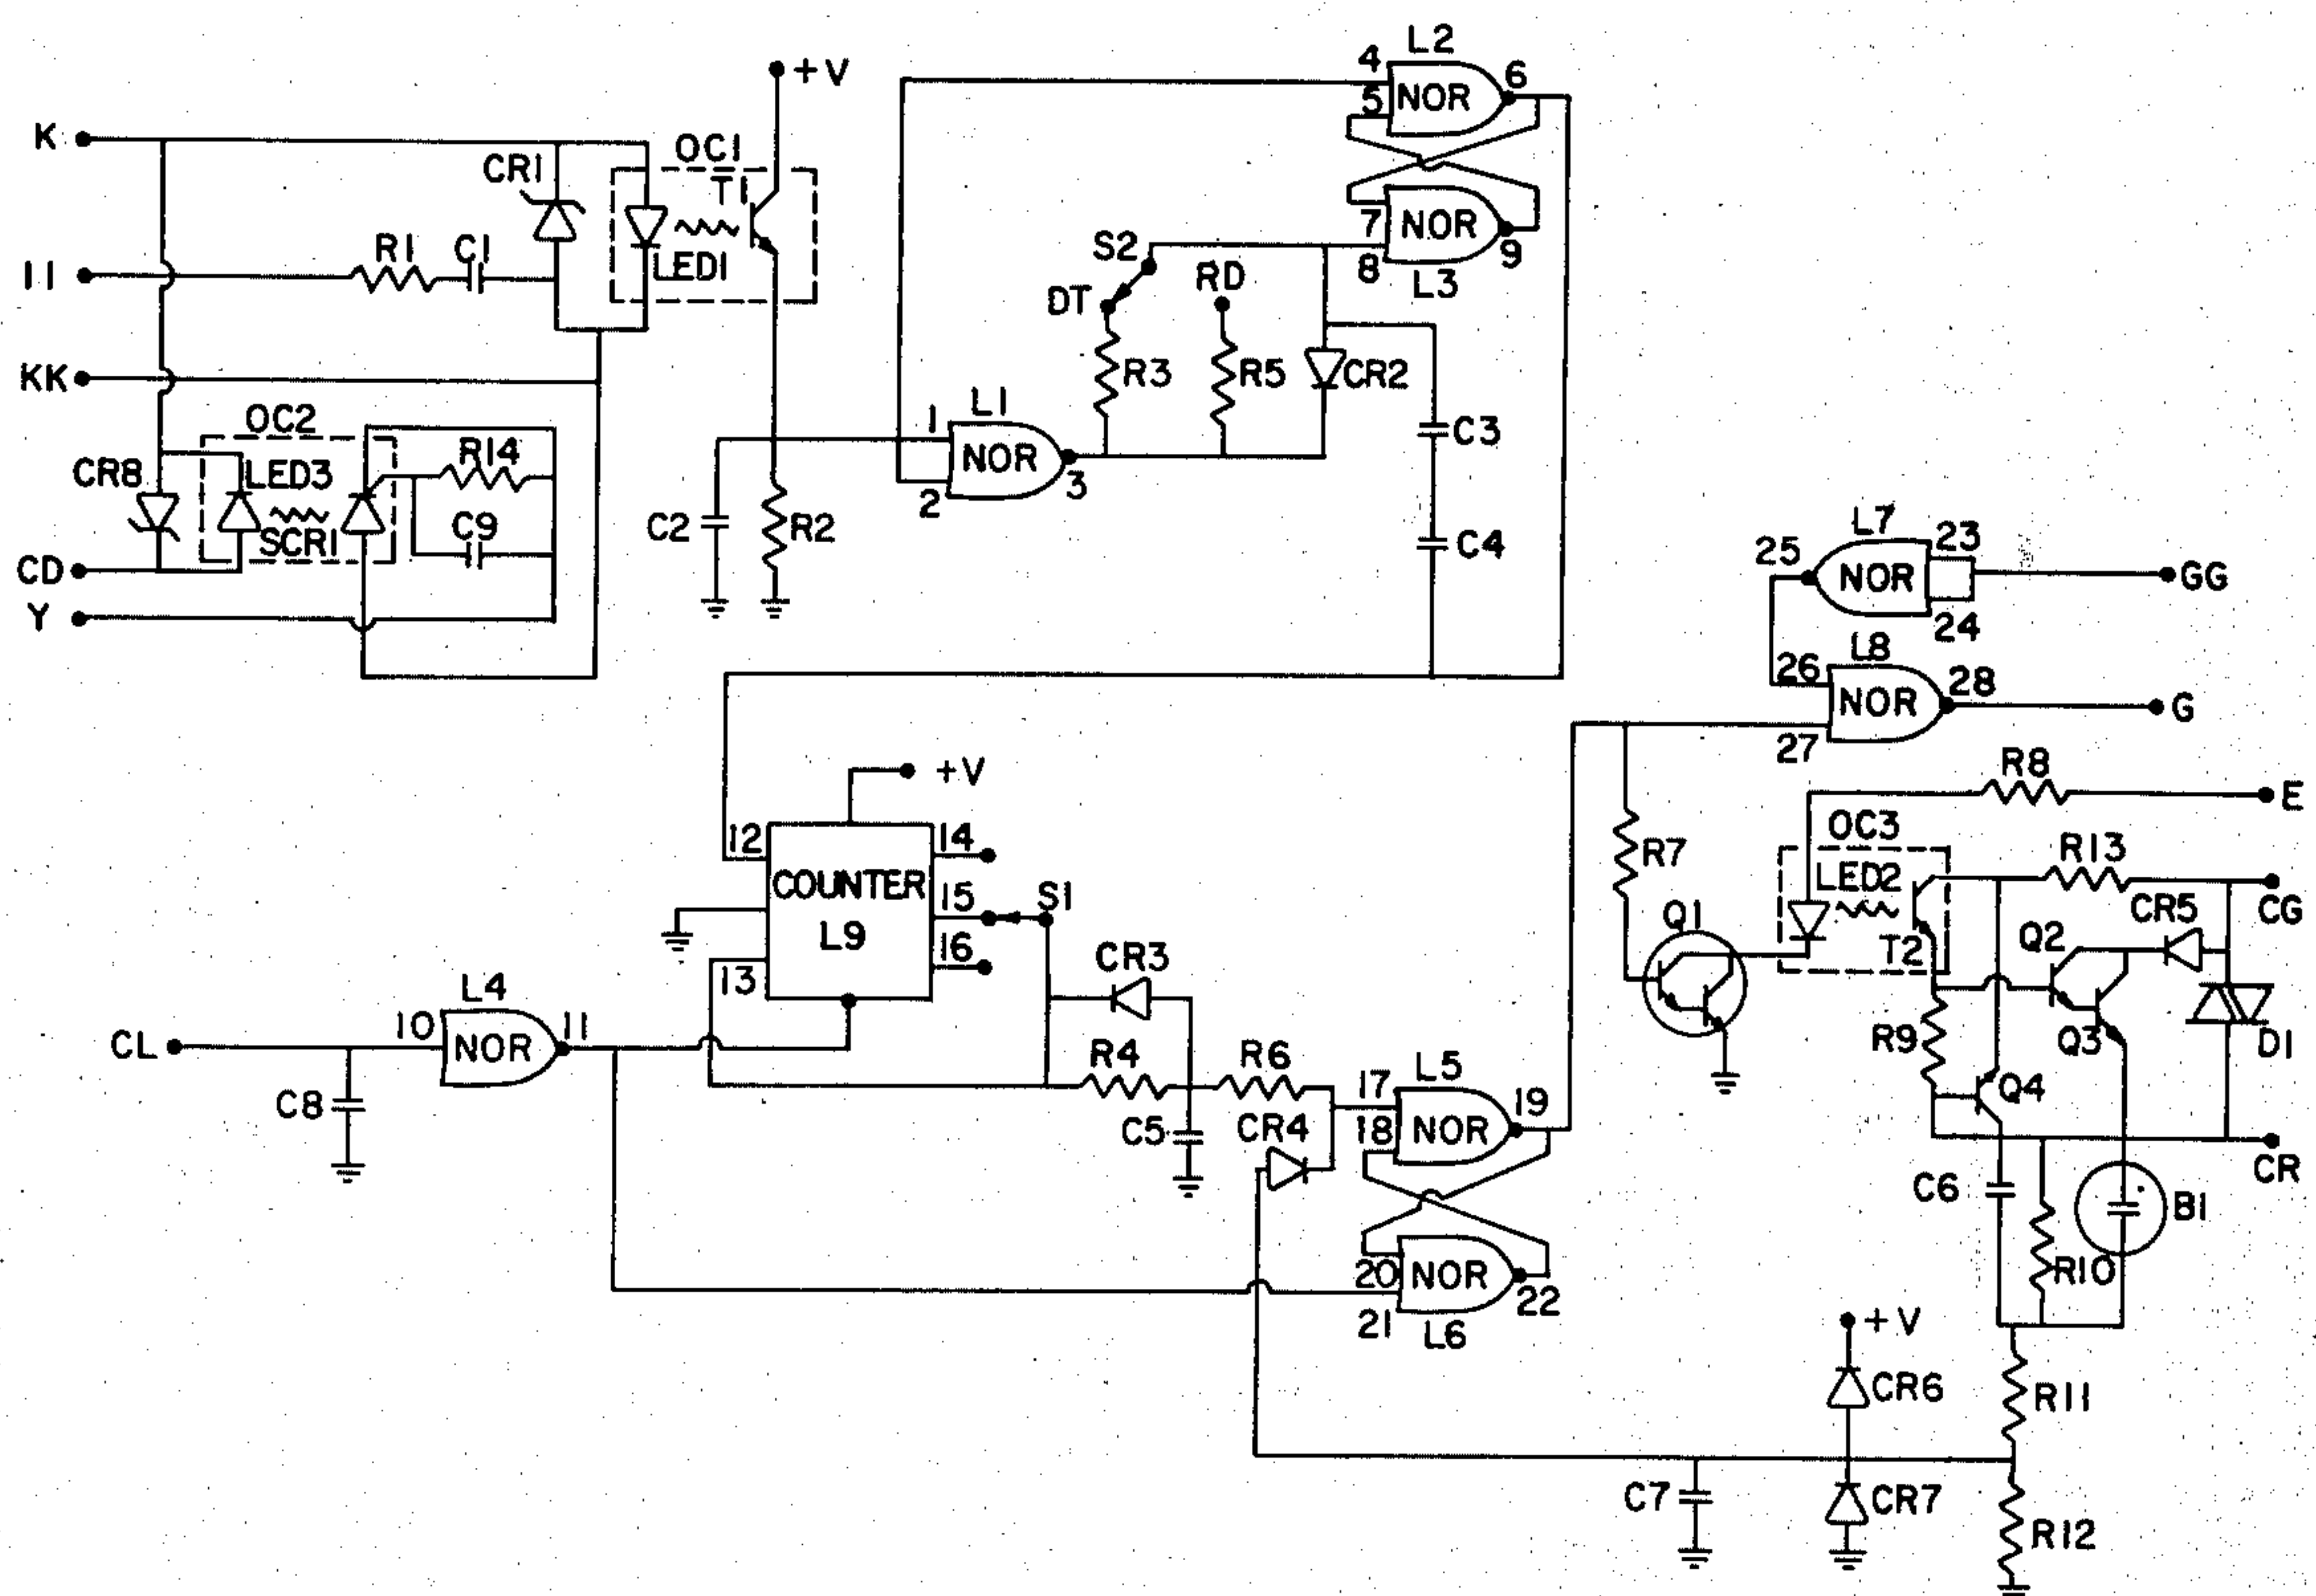 L2
4
6
NOR
5
+V
K
OC1
CR1
T1
7
NOR
9
8
L3
S2
RD
DT
R1
C1
11
LED1
R3
R5
CR2
C3
KK
OC2
L1
1
NOR
3
2
R14
CR8
LED3
C9
SCR1
C2
R2
C4
CD
Y
L7
25
23
NOR
GG
24
L8
26
28
NOR
G
27
+V
R8
E
12
14
COUNTER
15
S1
L9
16
13
R7
OC3
R13
LED2
CG
CR5
Q1
Q2
T2
CR3
L4
CL
10
11
NOR
C8
R9
Q3
D1
Q4
R4
R6
L5
17
19
18
NOR
C5
CR4
CR
C6
B1
R10
20
NOR
22
21
L6
+V
CR6
R11
C7
CR7
R12